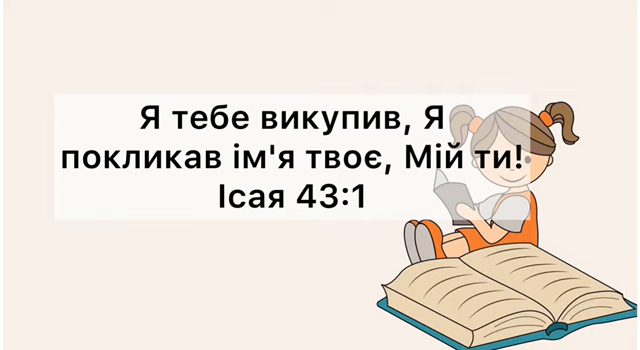 Я тебе викупив, Я
покликав ім'я твоє, Мій ти!
Ісая 43:1